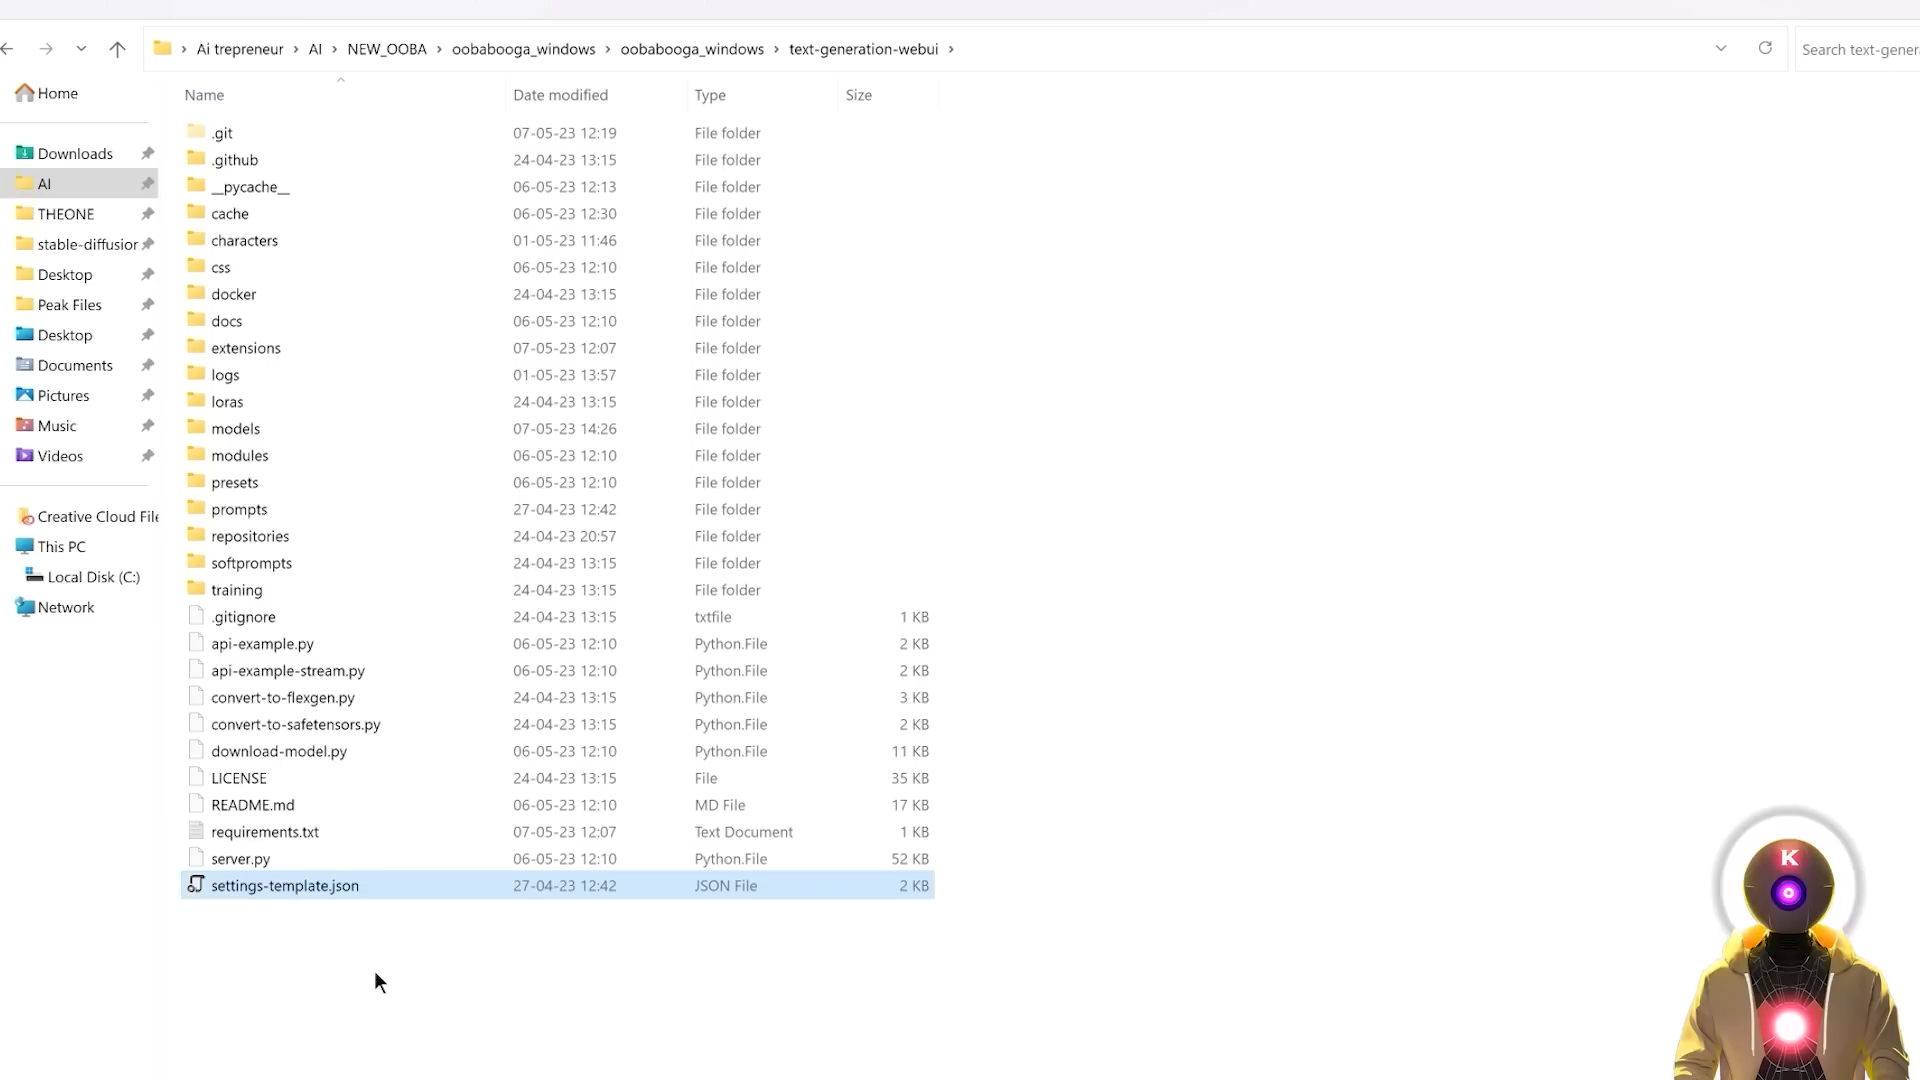 Ai trepreneur > AI > NEW_OOBA > oobabooga_windows > oobabooga_windows > text-generation-webui >
Search text-gener
Home
Downloads
AI
THEONE
stable-diffusior
Desktop
Peak Files
Desktop
Documents
Pictures
Music
Videos
Creative Cloud File
This PC
Local Disk (C:)
Network
Name Date modified Type Size
.git 07-05-23 12:19 File folder
.github 24-04-23 13:15 File folder
__pycache__ 06-05-23 12:13 File folder
cache 06-05-23 12:30 File folder
characters 01-05-23 11:46 File folder
css 06-05-23 12:10 File folder
docker 24-04-23 13:15 File folder
docs 06-05-23 12:10 File folder
extensions 07-05-23 12:07 File folder
logs 01-05-23 13:57 File folder
loras 24-04-23 13:15 File folder
models 07-05-23 14:26 File folder
modules 06-05-23 12:10 File folder
presets 06-05-23 12:10 File folder
prompts 27-04-23 12:42 File folder
repositories 24-04-23 20:57 File folder
softprompts 24-04-23 13:15 File folder
training 24-04-23 13:15 File folder
.gitignore 24-04-23 13:15 txtfile 1 KB
api-example.py 06-05-23 12:10 Python.File 2 KB
api-example-stream.py 06-05-23 12:10 Python.File 2 KB
convert-to-flexgen.py 24-04-23 13:15 Python.File 3 KB
convert-to-safetensors.py 24-04-23 13:15 Python.File 2 KB
download-model.py 06-05-23 12:10 Python.File 11 KB
LICENSE 24-04-23 13:15 File 35 KB
README.md 06-05-23 12:10 MD File 17 KB
requirements.txt 07-05-23 12:07 Text Document 1 KB
server.py 06-05-23 12:10 Python.File 52 KB
settings-template.json 27-04-23 12:42 JSON File 2 KB
K